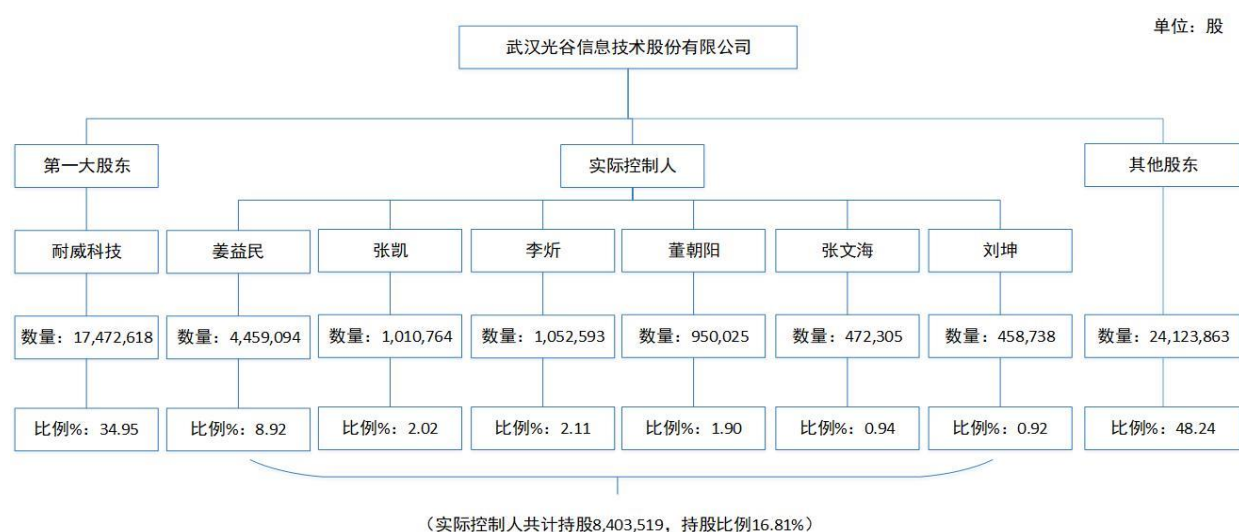 单位：股
武汉光谷信息技术股份有限公司
第一大股东
实际控制人
其他股东
耐威科技
姜益民
张凯
李炘
董朝阳
张文海
刘坤
数量：17,472,618
数量：4,459,094
数量：1,010,764
数量：1,052,593
数量：950,025
数量：472,305
数量：458,738
数量：24,123,863
比例%：34.95
比例%：8.92
比例%：2.02
比例%：2.11
比例%：1.90
比例%：0.94
比例%：0.92
比例%：48.24
（实际控制人共计持股8,403,519，持股比例16.81%）